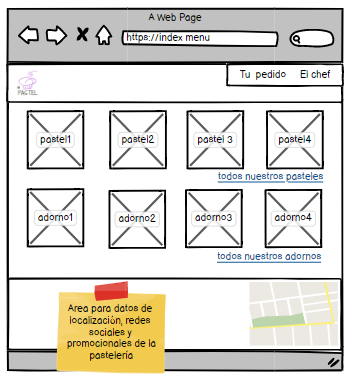 A Web Page
https://index menu
Tu pedido El chef
PASTEL
pastel1 pastel2 pastel 3 pastel4
todos nuestros pasteles
adorno1 adorno2 adorno3 adorno4
todos nuestros adornos
Area para datos de
localización, redes
sociales y
promocionales de la
pastelería